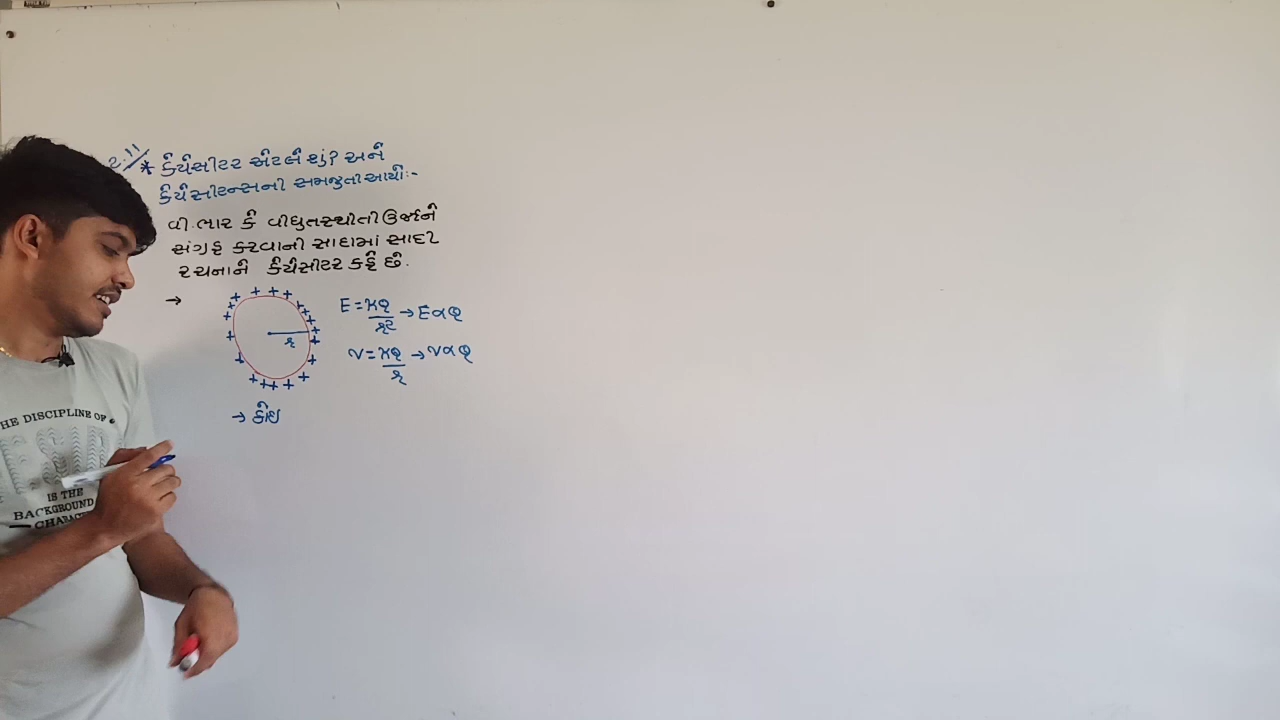 2.11 * કેપેસીટર એટલે શું? અને
કેપેસીટન્સની સમજુતી આપો:-
વી.ભાર કે વીધુતસ્થીતી ઉર્જાને
સંગ્રહ કરવાની સાદામાં સાદી
રચનાને કેપેસીટર કહે છે.
→
+ + + + + + + + + + + + + + + + + + +
r
E = KQ/r² → E α Q
V = KQ/r → V α Q
→ કોઇ
THE DISCIPLINE OF
IS THE
BACKGROUND